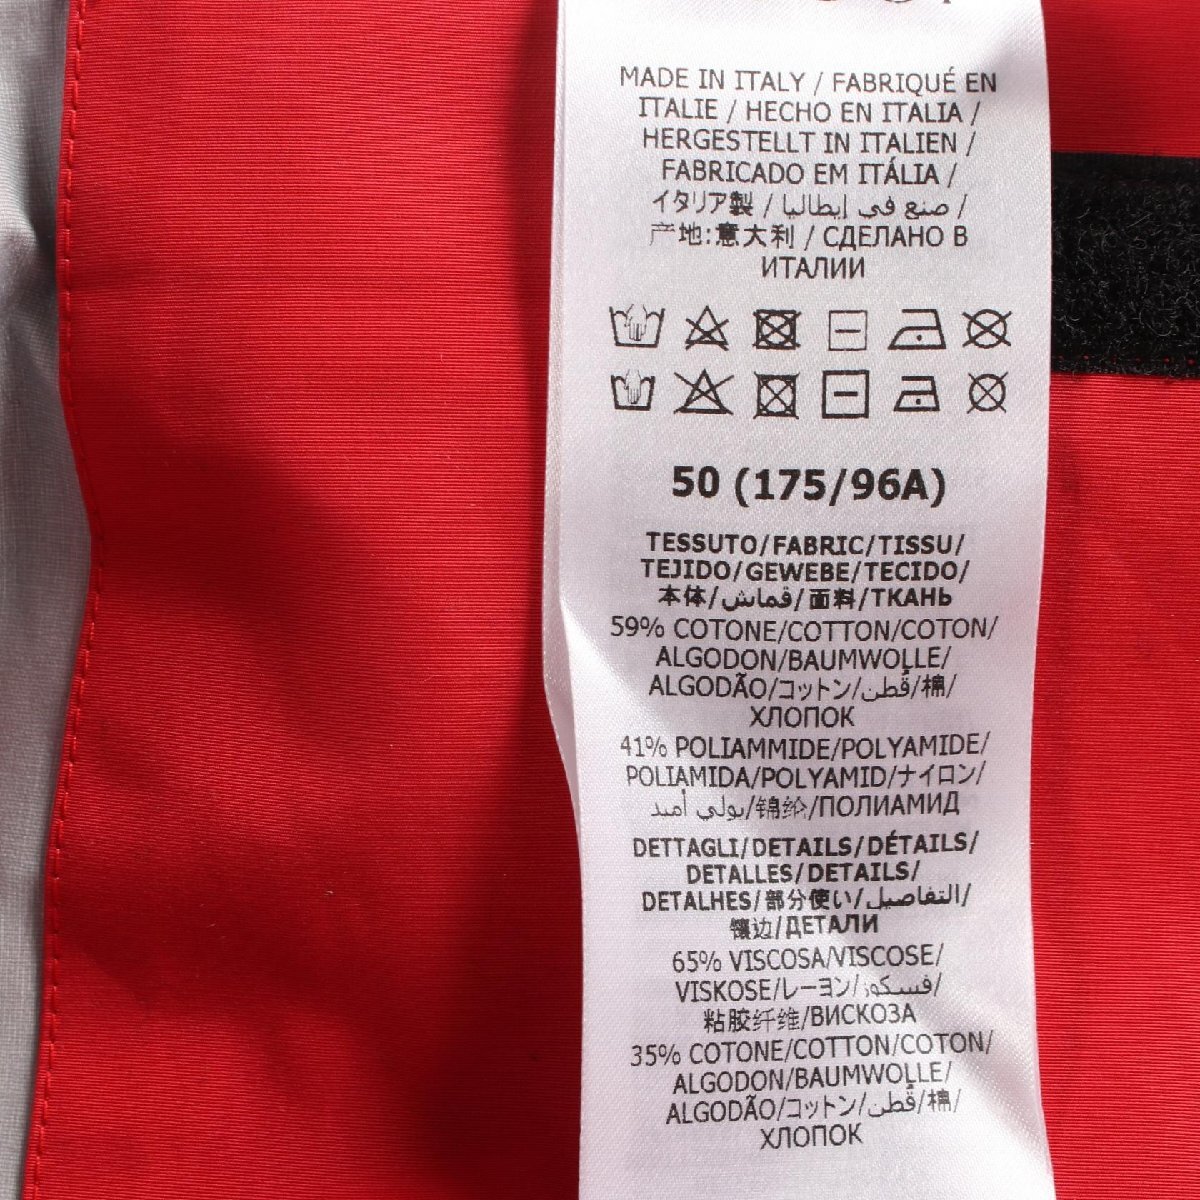 MADE IN ITALY / FABRIQUÉ EN
ITALIE / HECHO EN ITALIA /
HERGESTELLT IN ITALIEN /
FABRICADO EM ITÁLIA /
イタリア製 / صنع في إيطاليا /
产地:意大利 / СДЕЛАНО В
ИТАЛИИ
50 (175/96A)
TESSUTO/FABRIC/TISSU/
TEJIDO/GEWEBE/TECIDO/
本体/قماش/面料/ТКАНЬ
59% COTONE/COTTON/COTON/
ALGODON/BAUMWOLLE/
ALGODÃO/コットン/قُطن/棉/
ХЛОПОК
41% POLIAMMIDE/POLYAMIDE/
POLIAMIDA/POLYAMID/ナイロン/
بولي أميد/锦纶/ПОЛИАМИД
DETTAGLI/DETAILS/DÉTAILS/
DETALLES/DETAILS/
DETALHES/部分使い/التفاصيل/
镶边/ДЕТАЛИ
65% VISCOSA/VISCOSE/
VISKOSE/レーヨン/فسكوز/
粘胶纤维/ВИСКОЗА
35% COTONE/COTTON/COTON/
ALGODON/BAUMWOLLE/
ALGODÃO/コットン/قُطن/棉/
ХЛОПОК